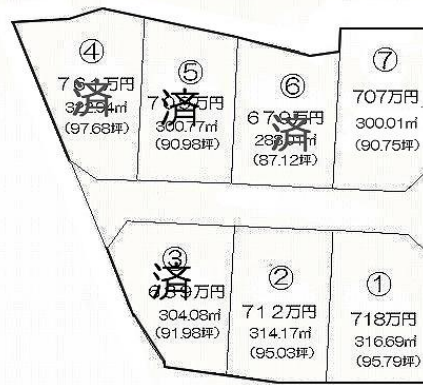 ④
済
(97.68坪)
⑤
済
300.77㎡
(90.98坪)
⑥
済
(87.12坪)
⑦
707万円
300.01㎡
(90.75坪)
③
済
304.08㎡
(91.98坪)
②
712万円
314.17㎡
(95.03坪)
①
718万円
316.69㎡
(95.79坪)